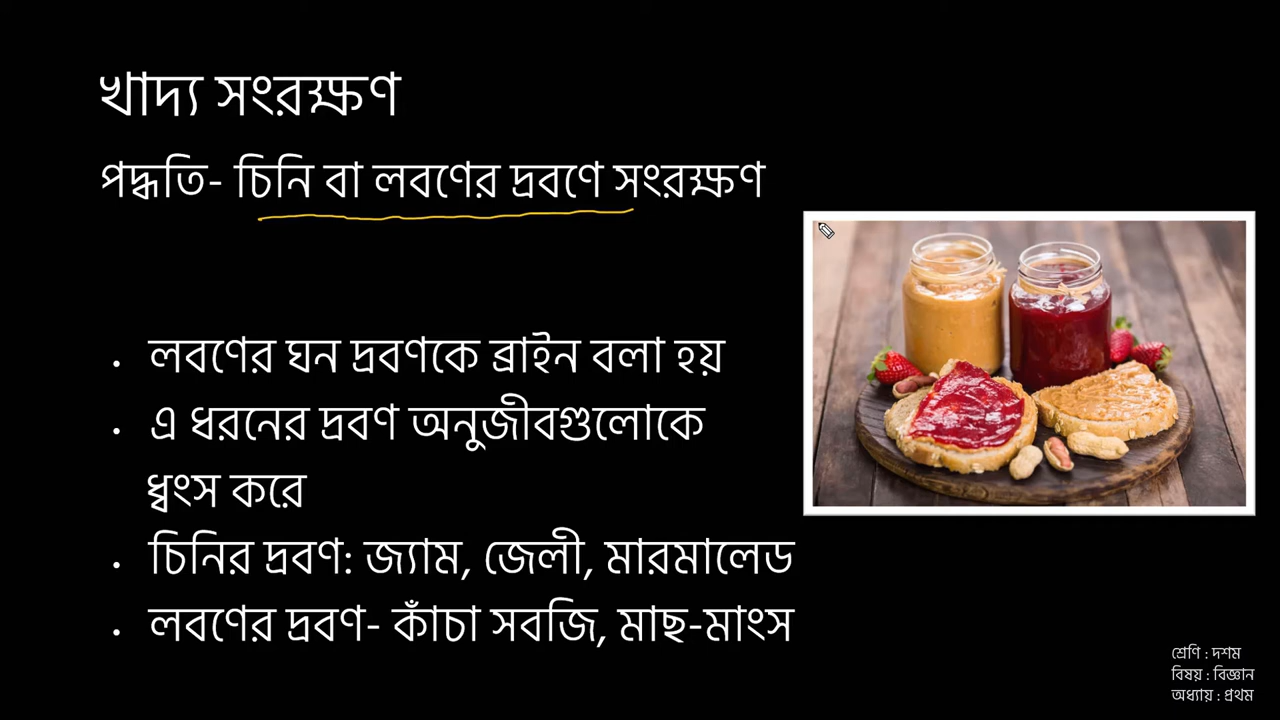 খাদ্য সংরক্ষণ
পদ্ধতি- চিনি বা লবণের দ্রবণে সংরক্ষণ
• লবণের ঘন দ্রবণকে ব্রাইন বলা হয়
• এ ধরনের দ্রবণ অনুজীবগুলোকে
ধ্বংস করে
• চিনির দ্রবণ: জ্যাম, জেলী, মারমালেড
• লবণের দ্রবণ- কাঁচা সবজি, মাছ-মাংস
শ্রেণি : দশম
বিষয় : বিজ্ঞান
অধ্যায় : প্রথম